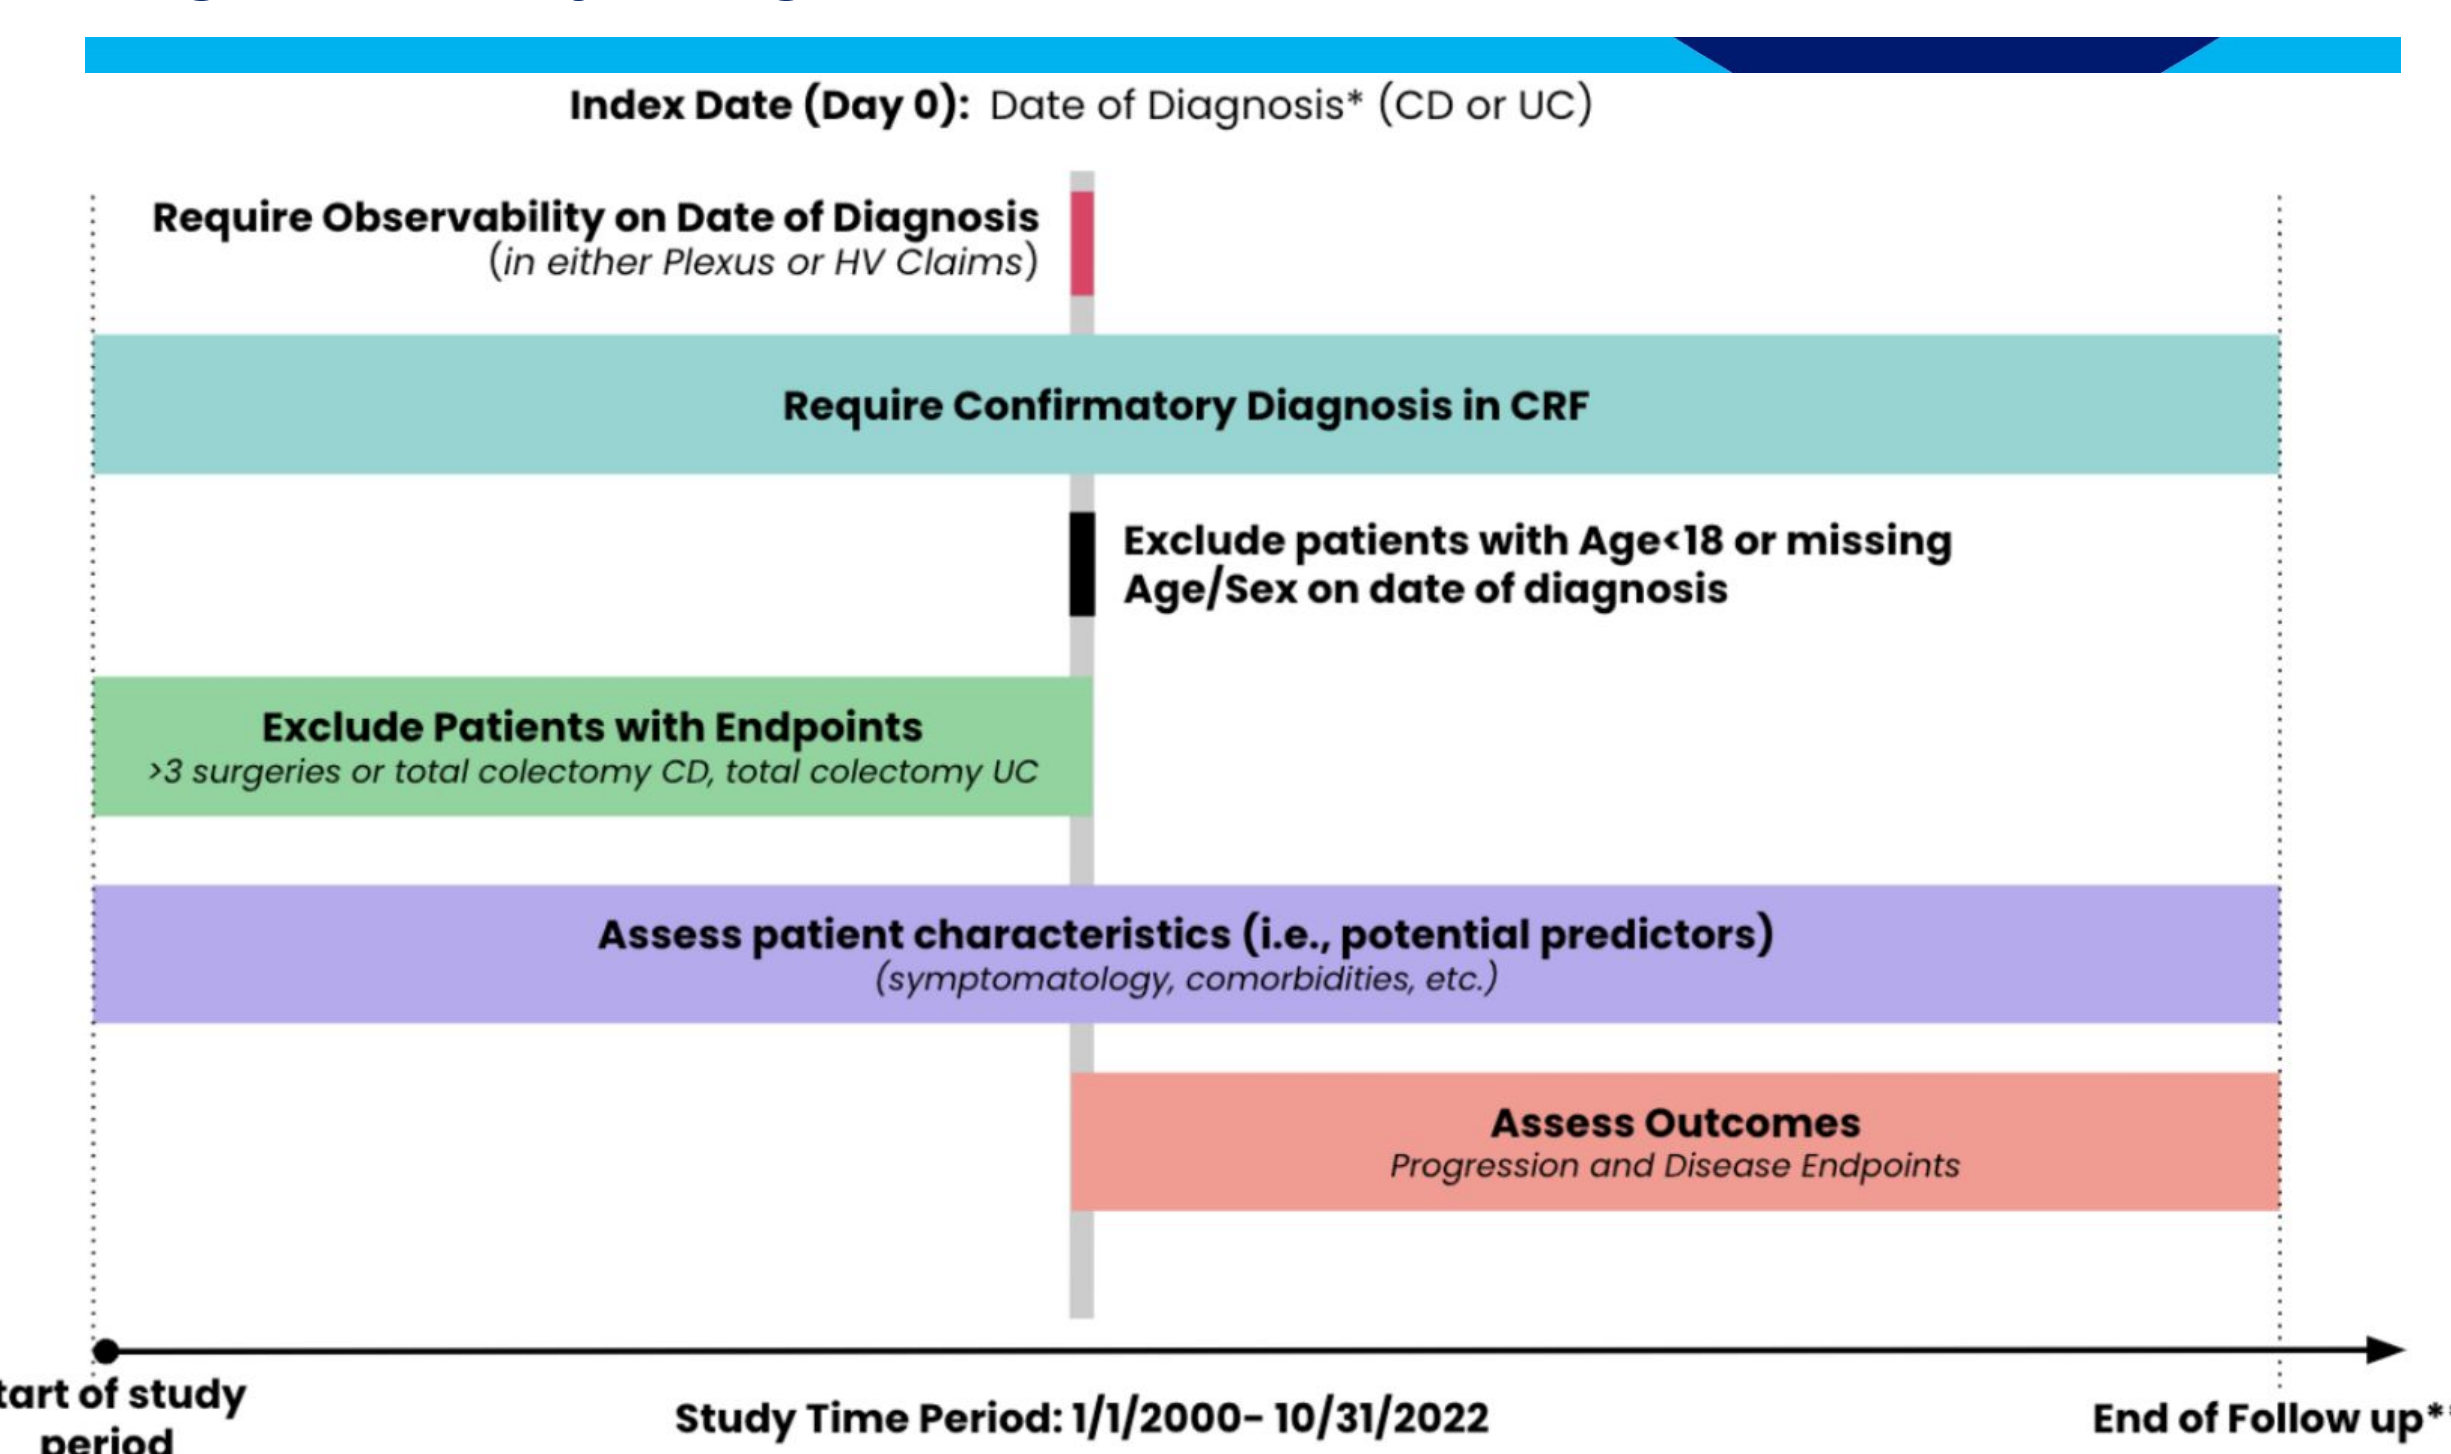 Index Date (Day 0): Date of Diagnosis* (CD or UC)
Require Observability on Date of Diagnosis
(in either Plexus or HV Claims)
Require Confirmatory Diagnosis in CRF
Exclude patients with Age<18 or missing
Age/Sex on date of diagnosis
Exclude Patients with Endpoints
>3 surgeries or total colectomy CD, total colectomy UC
Assess patient characteristics (i.e., potential predictors)
(symptomatology, comorbidities, etc.)
Assess Outcomes
Progression and Disease Endpoints
tart of study
period
Study Time Period: 1/1/2000- 10/31/2022
End of Follow up**